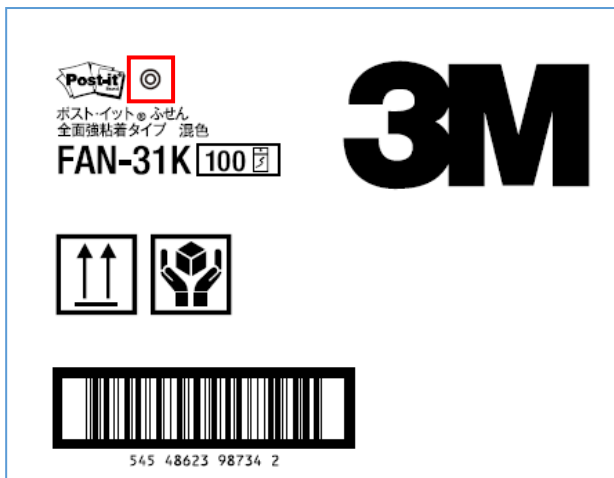 Post-it
Brand
◎
ポスト・イット® ふせん
全面強粘着タイプ 混色
FAN-31K 100
3M
545 48623 98734 2